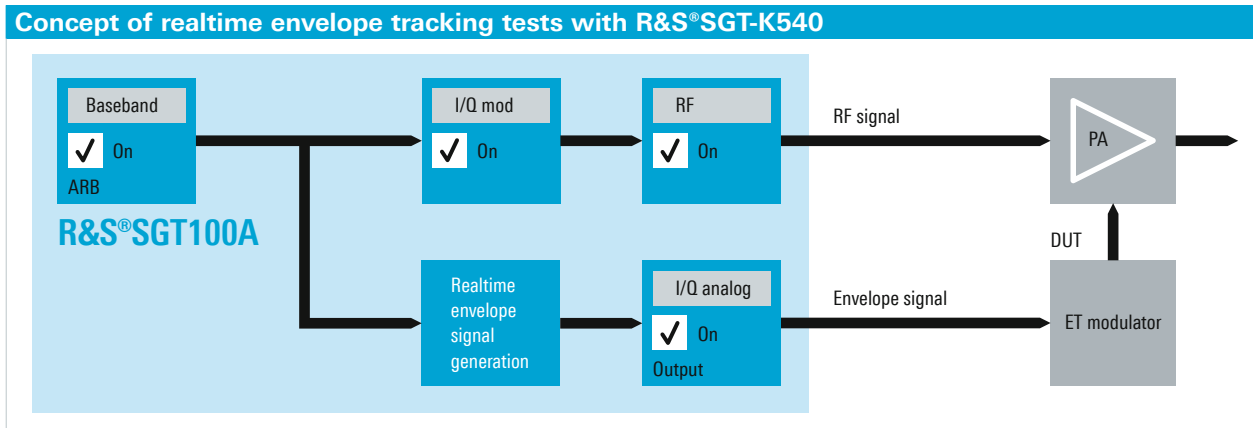 Concept of realtime envelope tracking tests with R&S®SGT-K540
Baseband
On
ARB
I/Q mod
On
RF
On
RF signal
PA
R&S®SGT100A
DUT
Realtime
envelope
signal
generation
I/Q analog
On
Output
Envelope signal
ET modulator